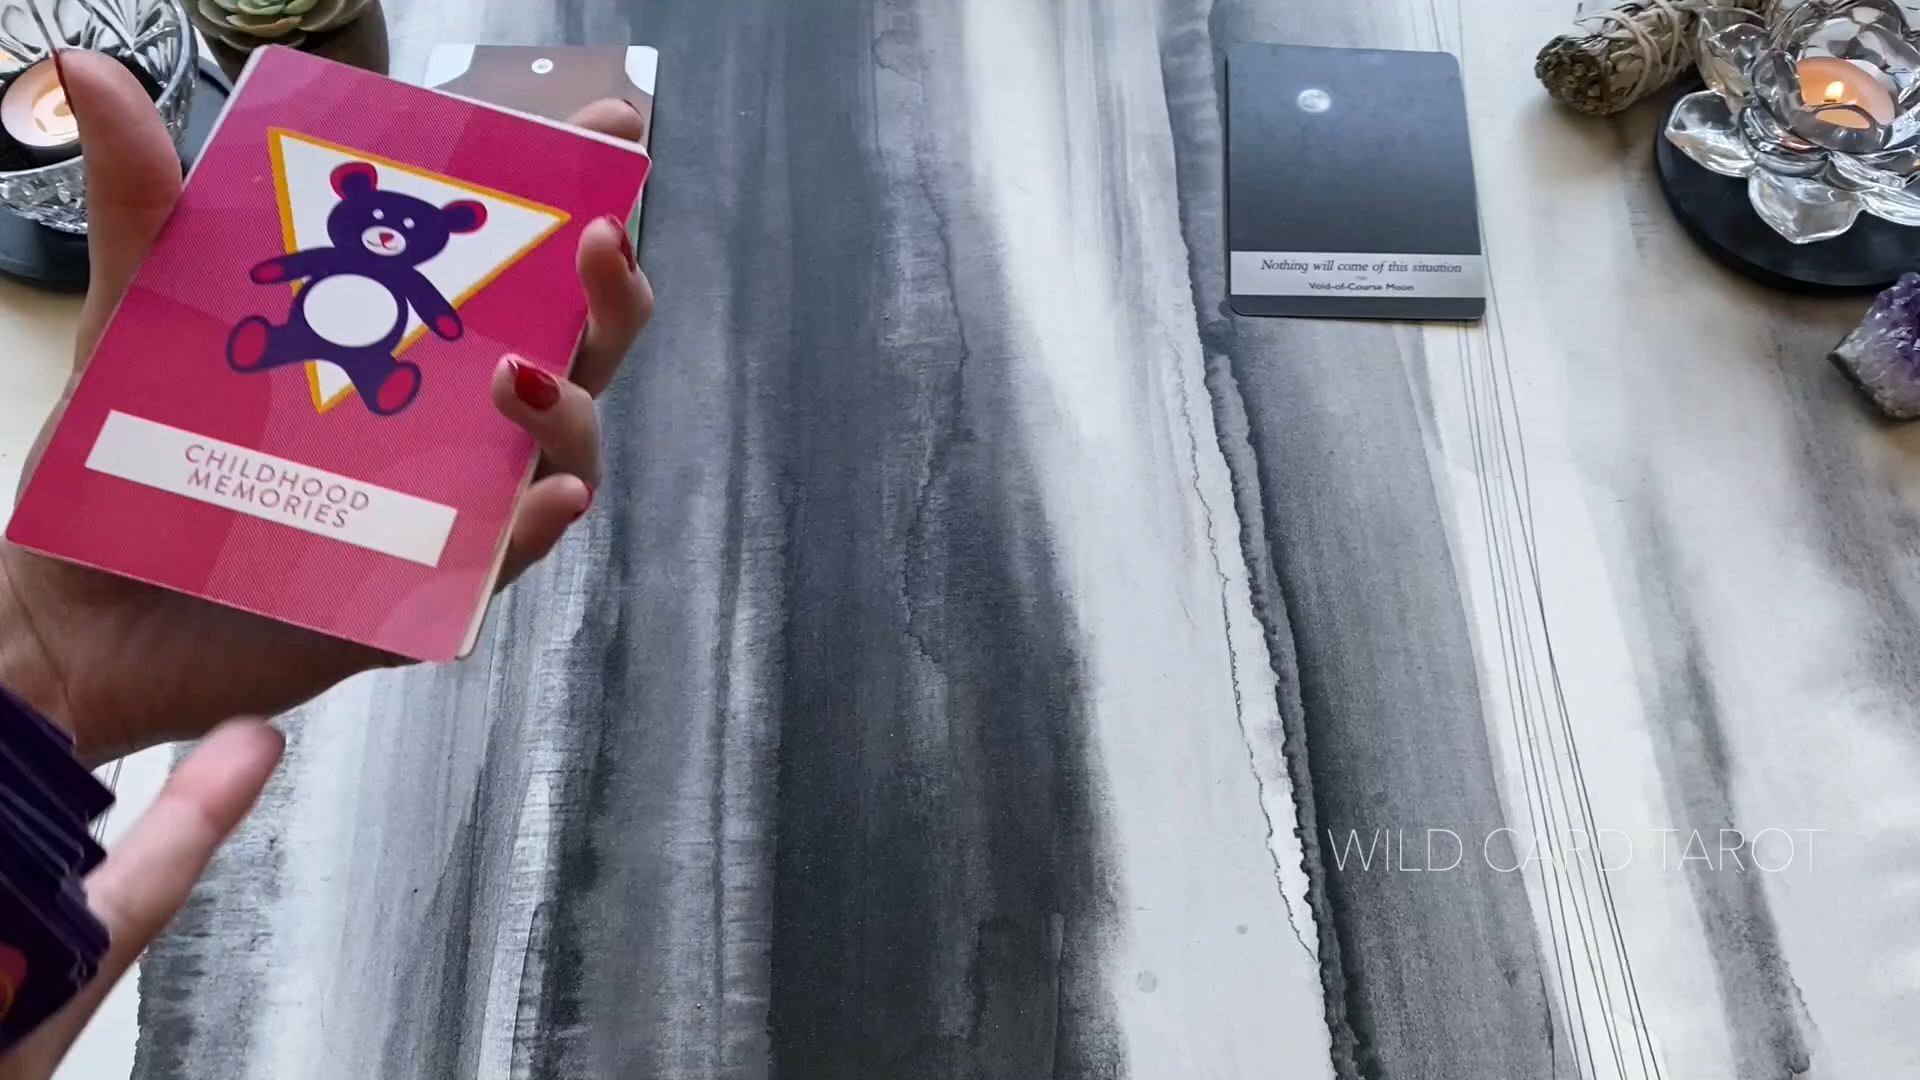 CHILDHOOD
MEMORIES
Nothing will come of this situation
Void-of-Course Moon
WILD CARD TAROT